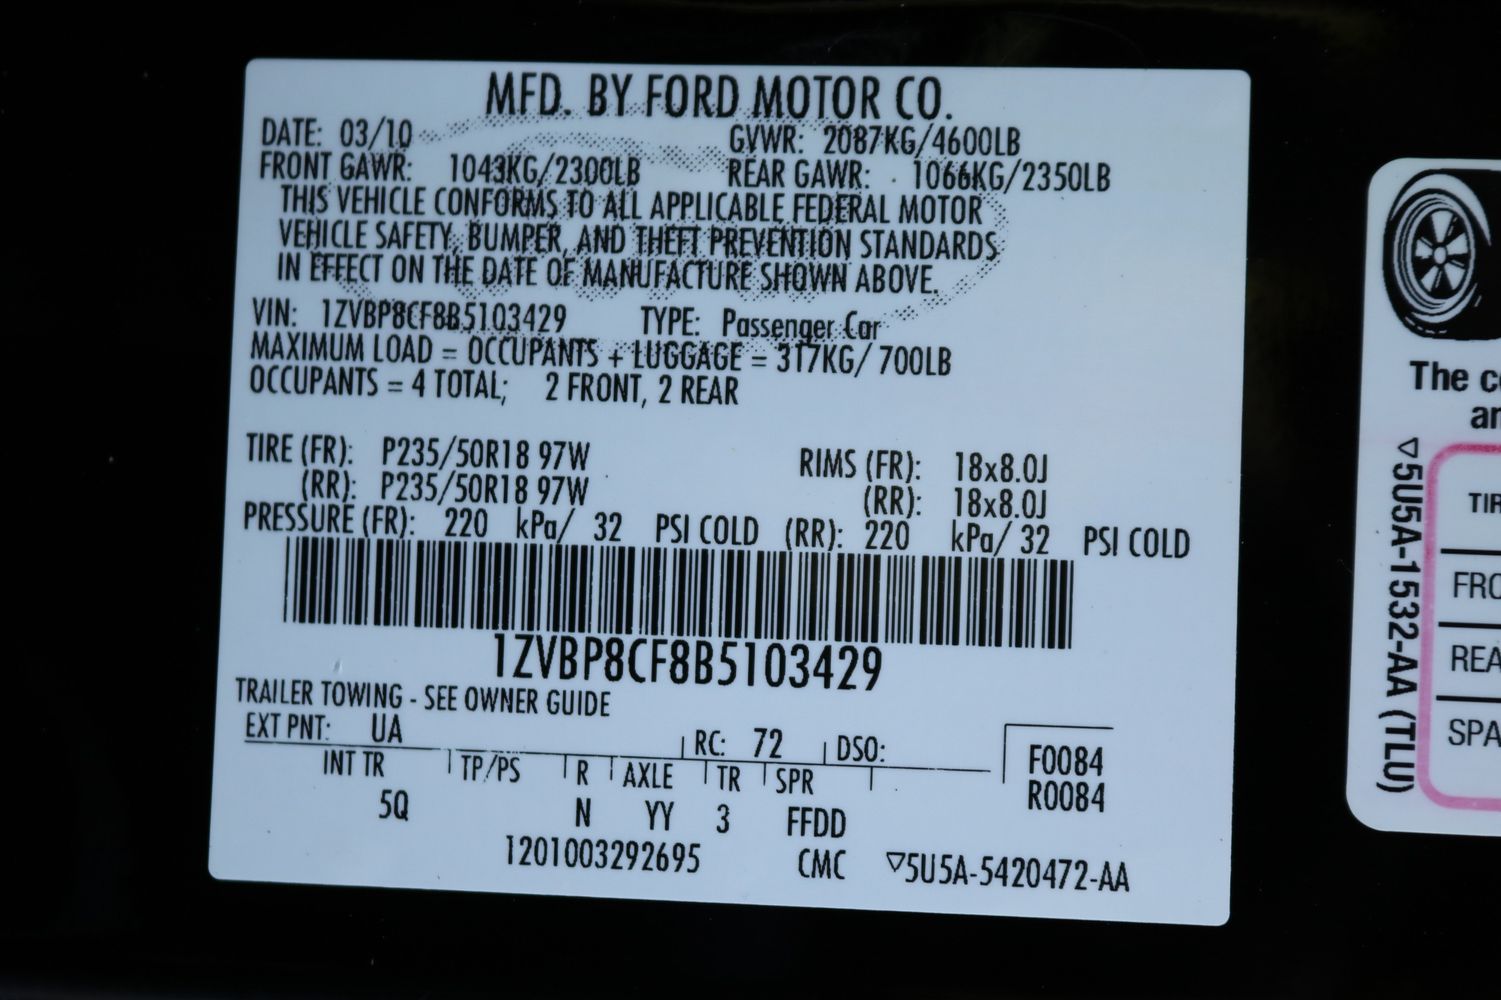 MFD. BY FORD MOTOR CO.
DATE: 03/10 GVWR: 2087KG/4600LB
FRONT GAWR: 1043KG/2300LB REAR GAWR: 1066KG/2350LB
THIS VEHICLE CONFORMS TO ALL APPLICABLE FEDERAL MOTOR
VEHICLE SAFETY, BUMPER, AND THEFT PREVENTION STANDARDS
IN EFFECT ON THE DATE OF MANUFACTURE SHOWN ABOVE.
VIN: 1ZVBP8CF8B5103429 TYPE: Passenger Car
MAXIMUM LOAD = OCCUPANTS + LUGGAGE = 317KG/ 700LB
OCCUPANTS = 4 TOTAL; 2 FRONT, 2 REAR
TIRE (FR): P235/50R18 97W RIMS (FR): 18x8.0J
(RR): P235/50R18 97W (RR): 18x8.0J
PRESSURE (FR): 220 kPa/ 32 PSI COLD (RR): 220 kPa/ 32 PSI COLD
1ZVBP8CF8B5103429
TRAILER TOWING - SEE OWNER GUIDE
EXT PNT: UA RC: 72 DSO:
INT TR TP/PS R AXLE TR SPR F0084
5Q N YY 3 FFDD R0084
1201003292695 CMC ▽5U5A-5420472-AA
The
▽5U5A-1532-AA (TLU)